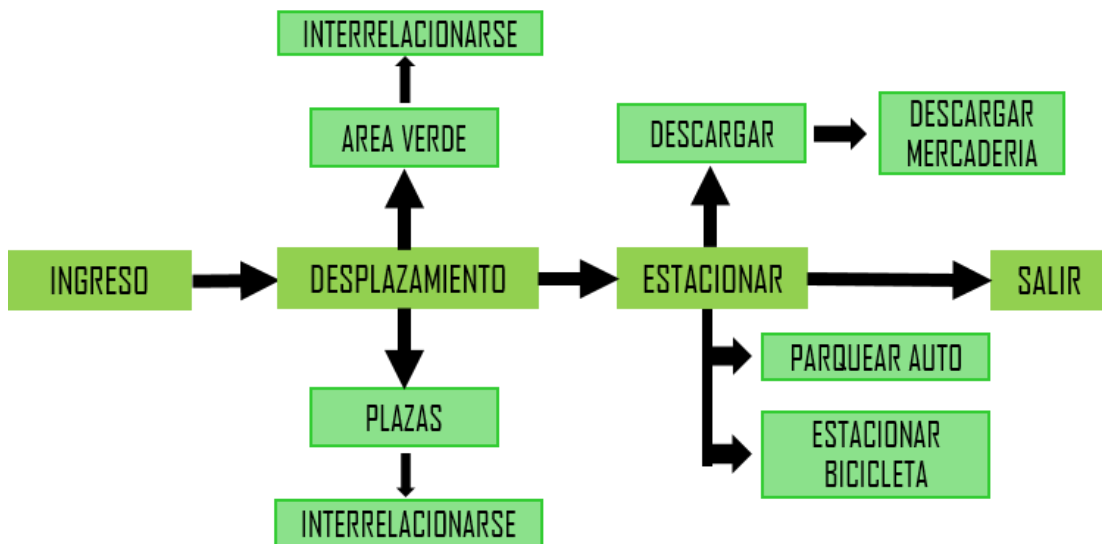 INTERRELACIONARSE
AREA VERDE
DESCARGAR
DESCARGAR
MERCADERIA
INGRESO
DESPLAZAMIENTO
ESTACIONAR
SALIR
PARQUEAR AUTO
PLAZAS
ESTACIONAR
BICICLETA
INTERRELACIONARSE